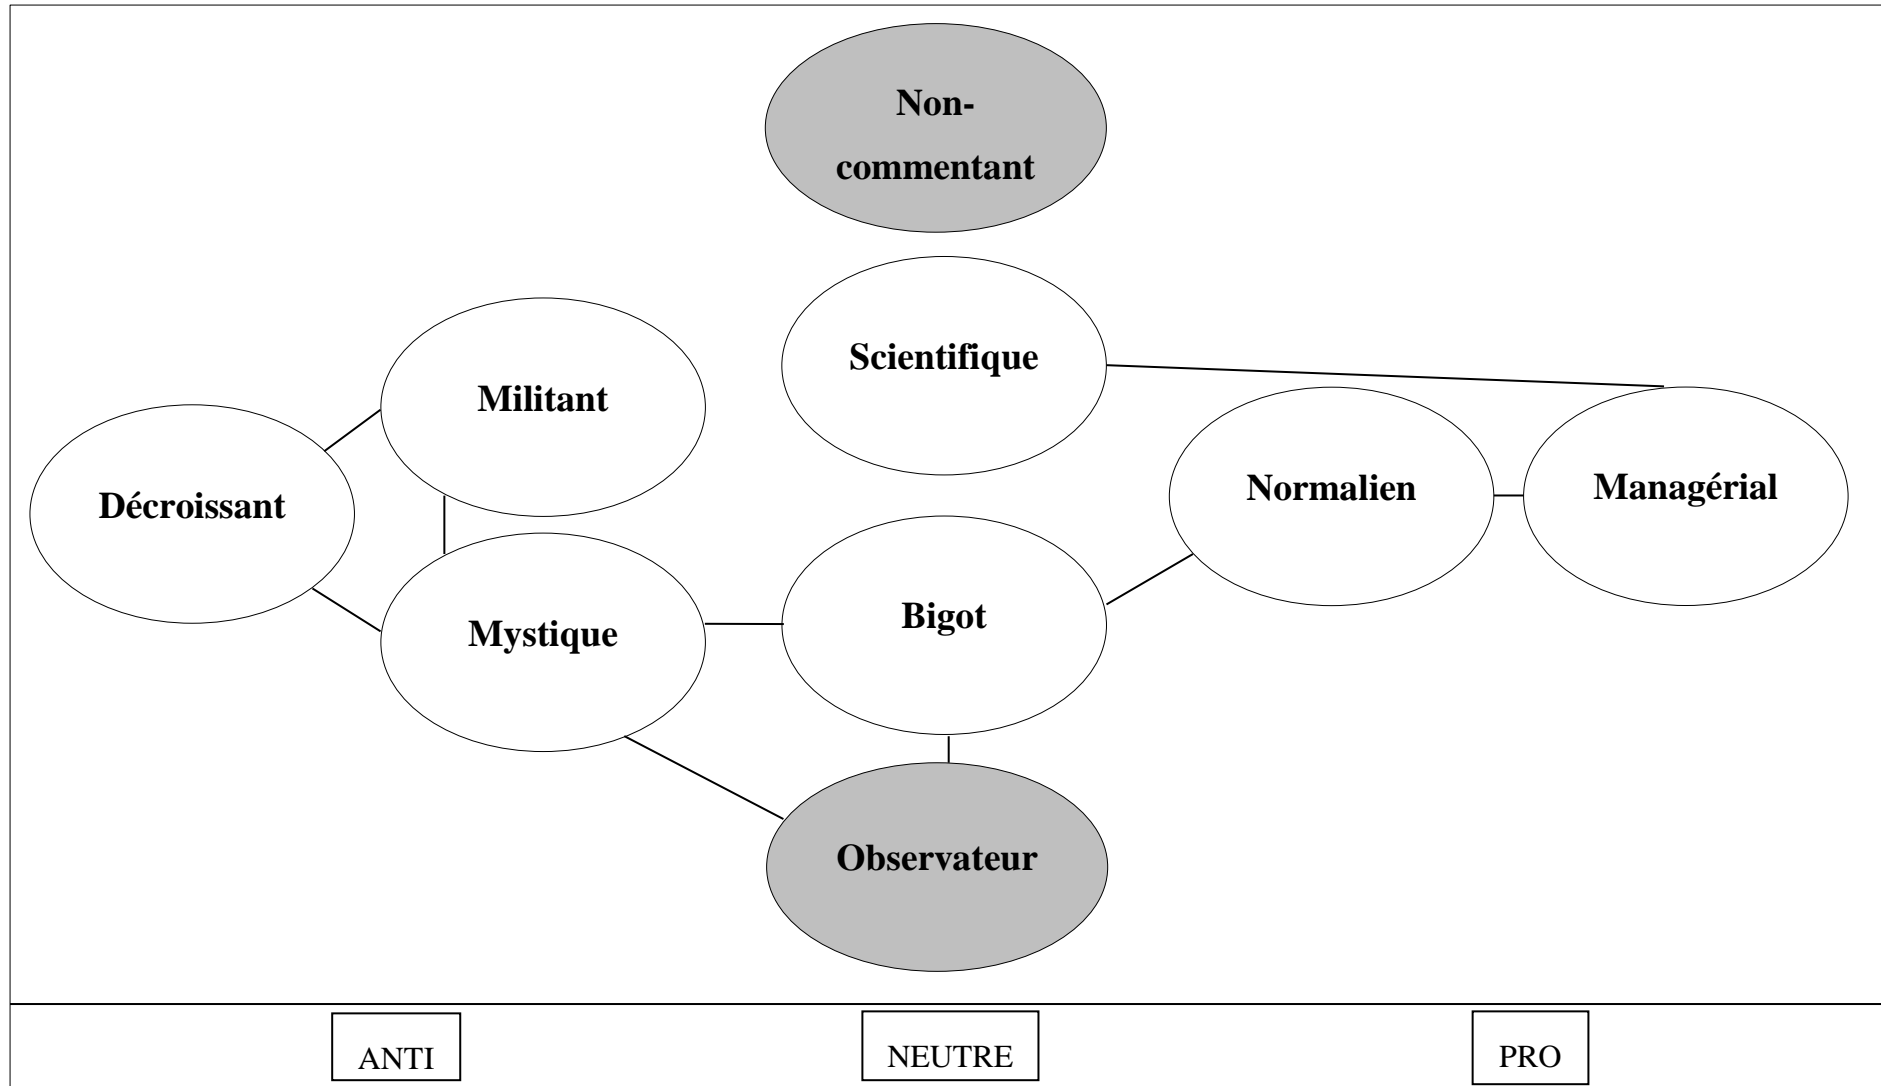 Non-
commentant
Scientifique
Militant
Normalien
Managérial
Décroissant
Bigot
Mystique
Observateur
ANTI
NEUTRE
PRO